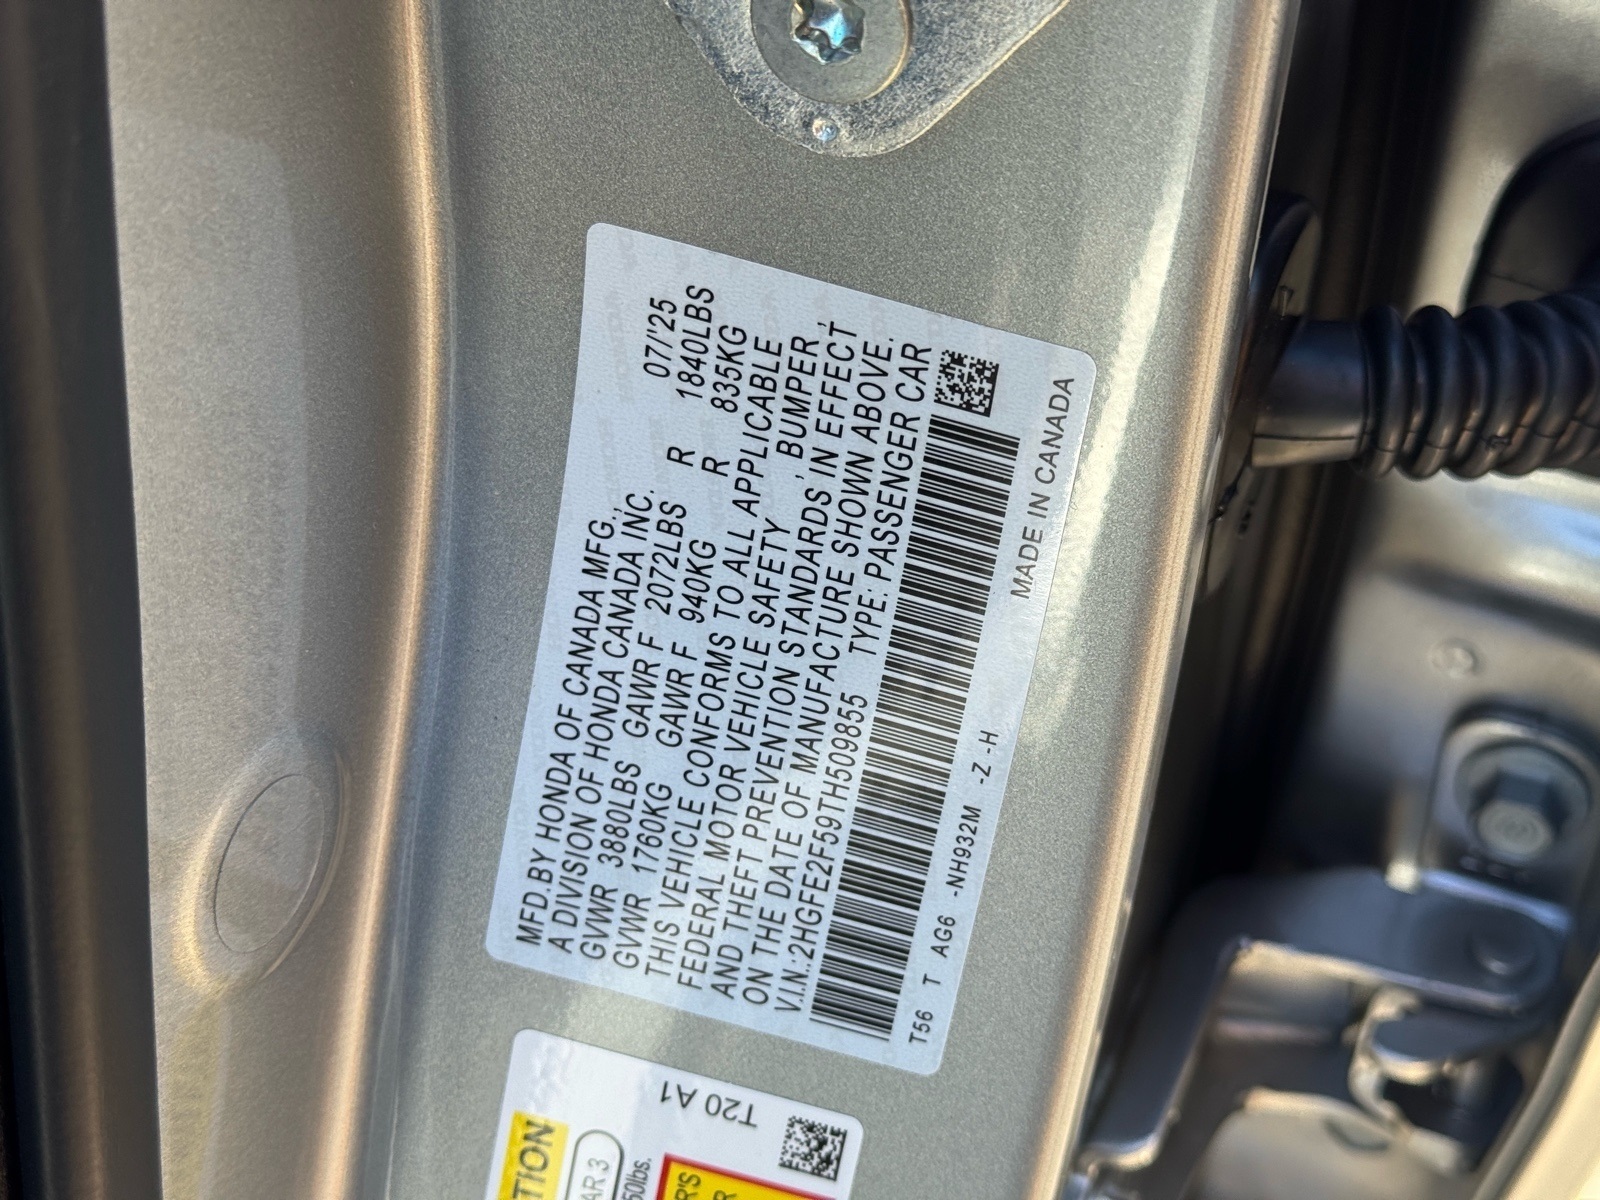 MFD.BY HONDA OF CANADA MFG., 07/'25
A DIVISION OF HONDA CANADA INC.
GVWR 3880LBS GAWR F 2072LBS R 1840LBS
GVWR 1760KG GAWR F 940KG R 835KG
THIS VEHICLE CONFORMS TO ALL APPLICABLE
FEDERAL MOTOR VEHICLE SAFETY , BUMPER,
AND THEFT PREVENTION STANDARDS IN EFFECT
ON THE DATE OF MANUFACTURE SHOWN ABOVE.
V.I.N.:2HGFE2F59TH509855 TYPE: PASSENGER CAR
T56 T AG6 -NH932M -Z -H
MADE IN CANADA
T20 A1